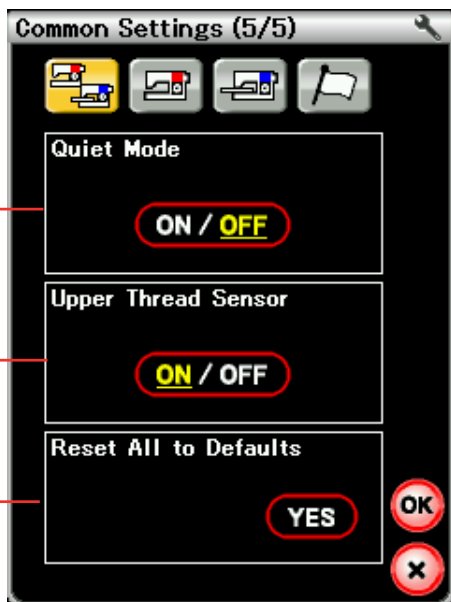 Common Settings (5/5)
Quiet Mode
ON / OFF
Upper Thread Sensor
ON / OFF
Reset All to Defaults
YES
OK
×